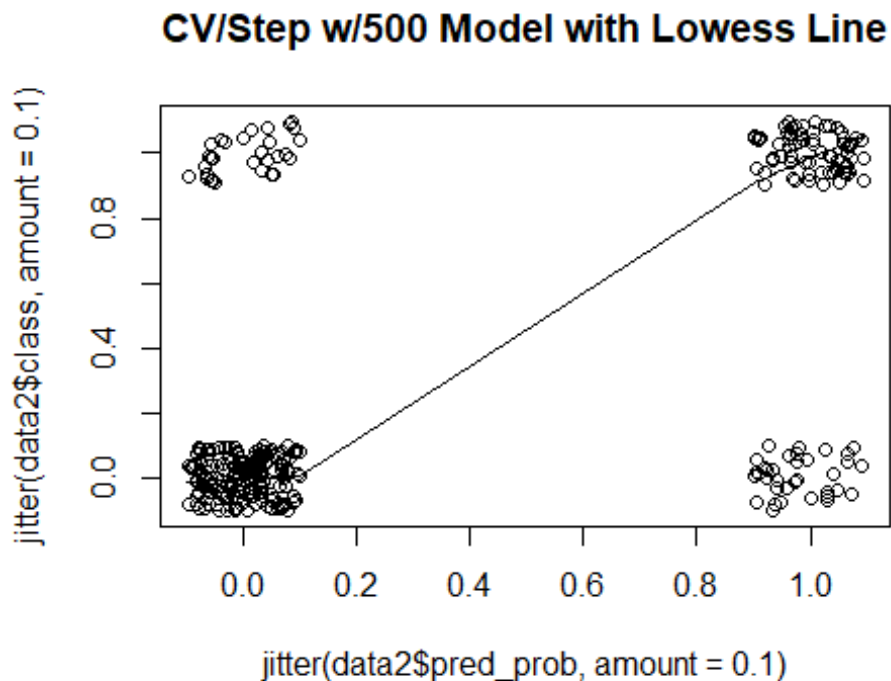 CV/Step w/500 Model with Lowess Line
jitter(data2$class, amount = 0.1)
0.8
0.4
0.0
0.0 0.2 0.4 0.6 0.8 1.0
jitter(data2$pred_prob, amount = 0.1)